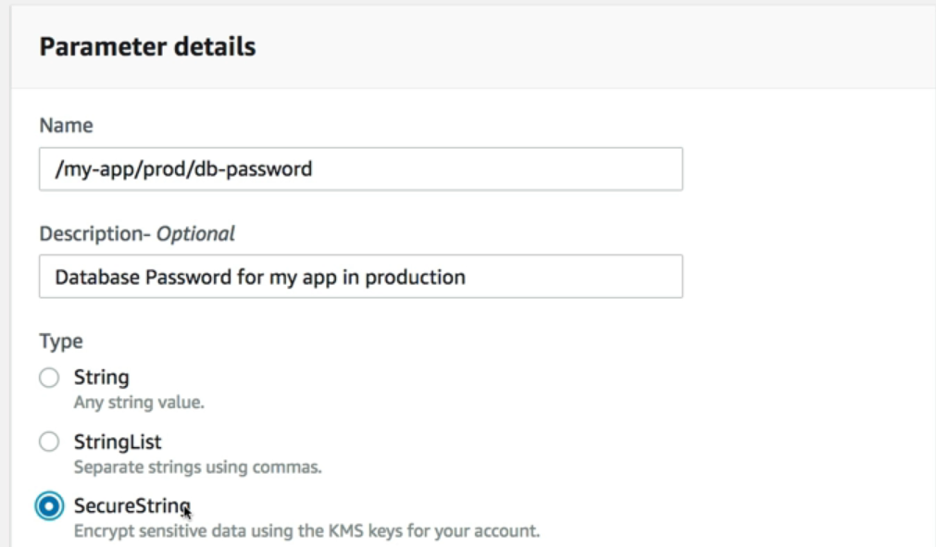 Parameter details
Name
/my-app/prod/db-password
Description- Optional
Database Password for my app in production
Type
String
Any string value.
StringList
Separate strings using commas.
SecureString
Encrypt sensitive data using the KMS keys for your account.